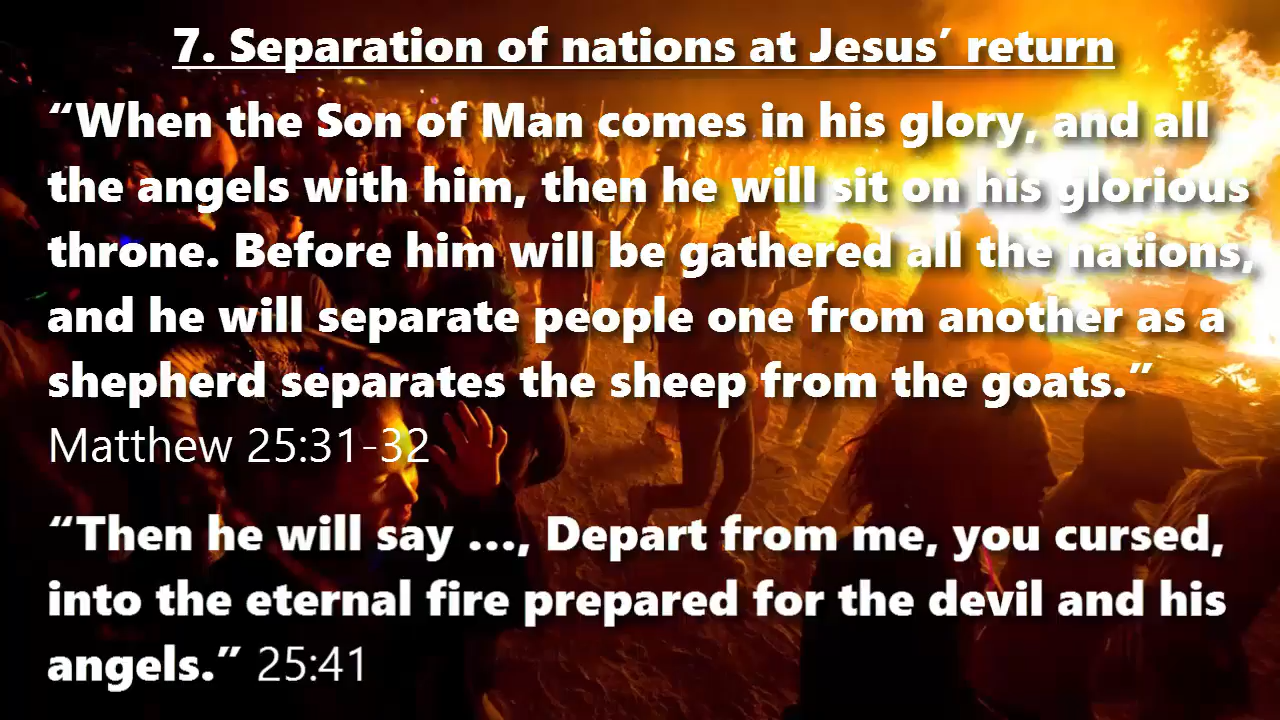 7. Separation of nations at Jesus’ return
“When the Son of Man comes in his glory, and all
the angels with him, then he will sit on his glorious
throne. Before him will be gathered all the nations,
and he will separate people one from another as a
shepherd separates the sheep from the goats.”
Matthew 25:31-32
“Then he will say …, Depart from me, you cursed,
into the eternal fire prepared for the devil and his
angels.” 25:41